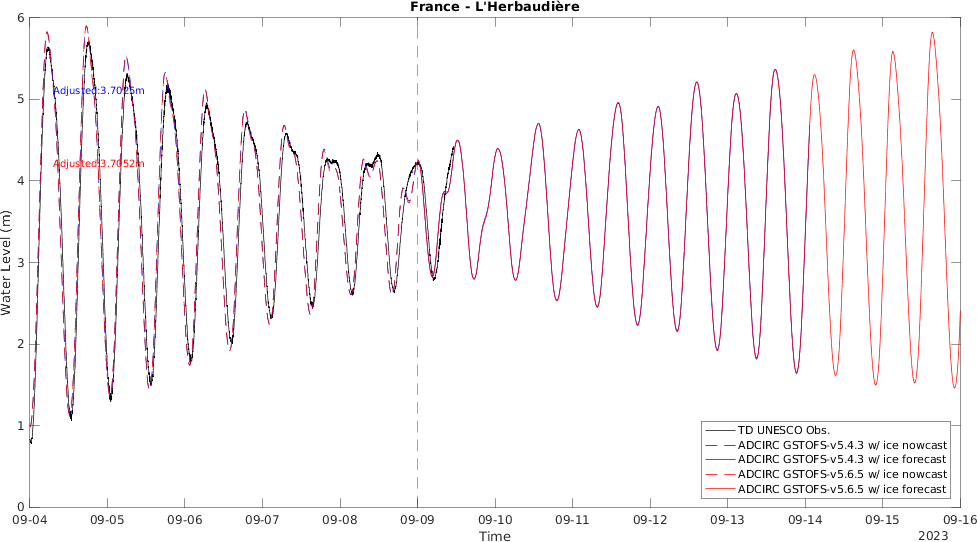 France - L'Herbaudière
6
5
4
3
2
1
0
Water Level (m)
Adjusted:3.7025m
Adjusted:3.7052m
TD UNESCO Obs.
ADCIRC GSTOFS-v5.4.3 w/ ice nowcast
ADCIRC GSTOFS-v5.4.3 w/ ice forecast
ADCIRC GSTOFS-v5.6.5 w/ ice nowcast
ADCIRC GSTOFS-v5.6.5 w/ ice forecast
09-04 09-05 09-06 09-07 09-08 09-09 09-10 09-11 09-12 09-13 09-14 09-15 09-16
Time
2023